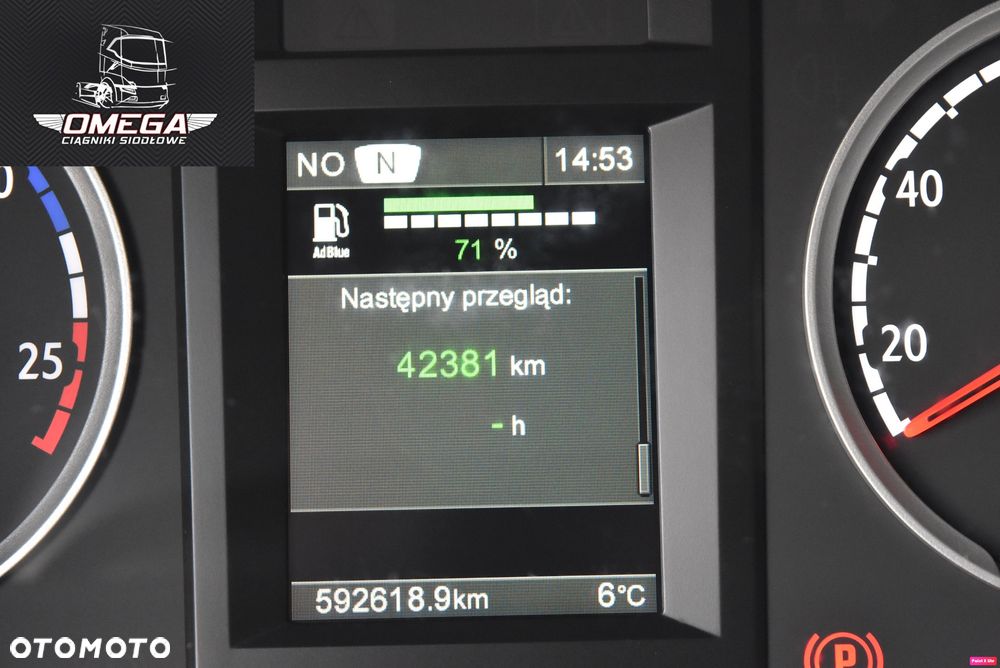 OMEGA
CIĄGNIKI SIODŁOWE
NO N 14:53
AdBlue
71 %
Następny przegląd:
42381 km
- h
592618.9km 6°C
25
40
20
P
OTOMOTO